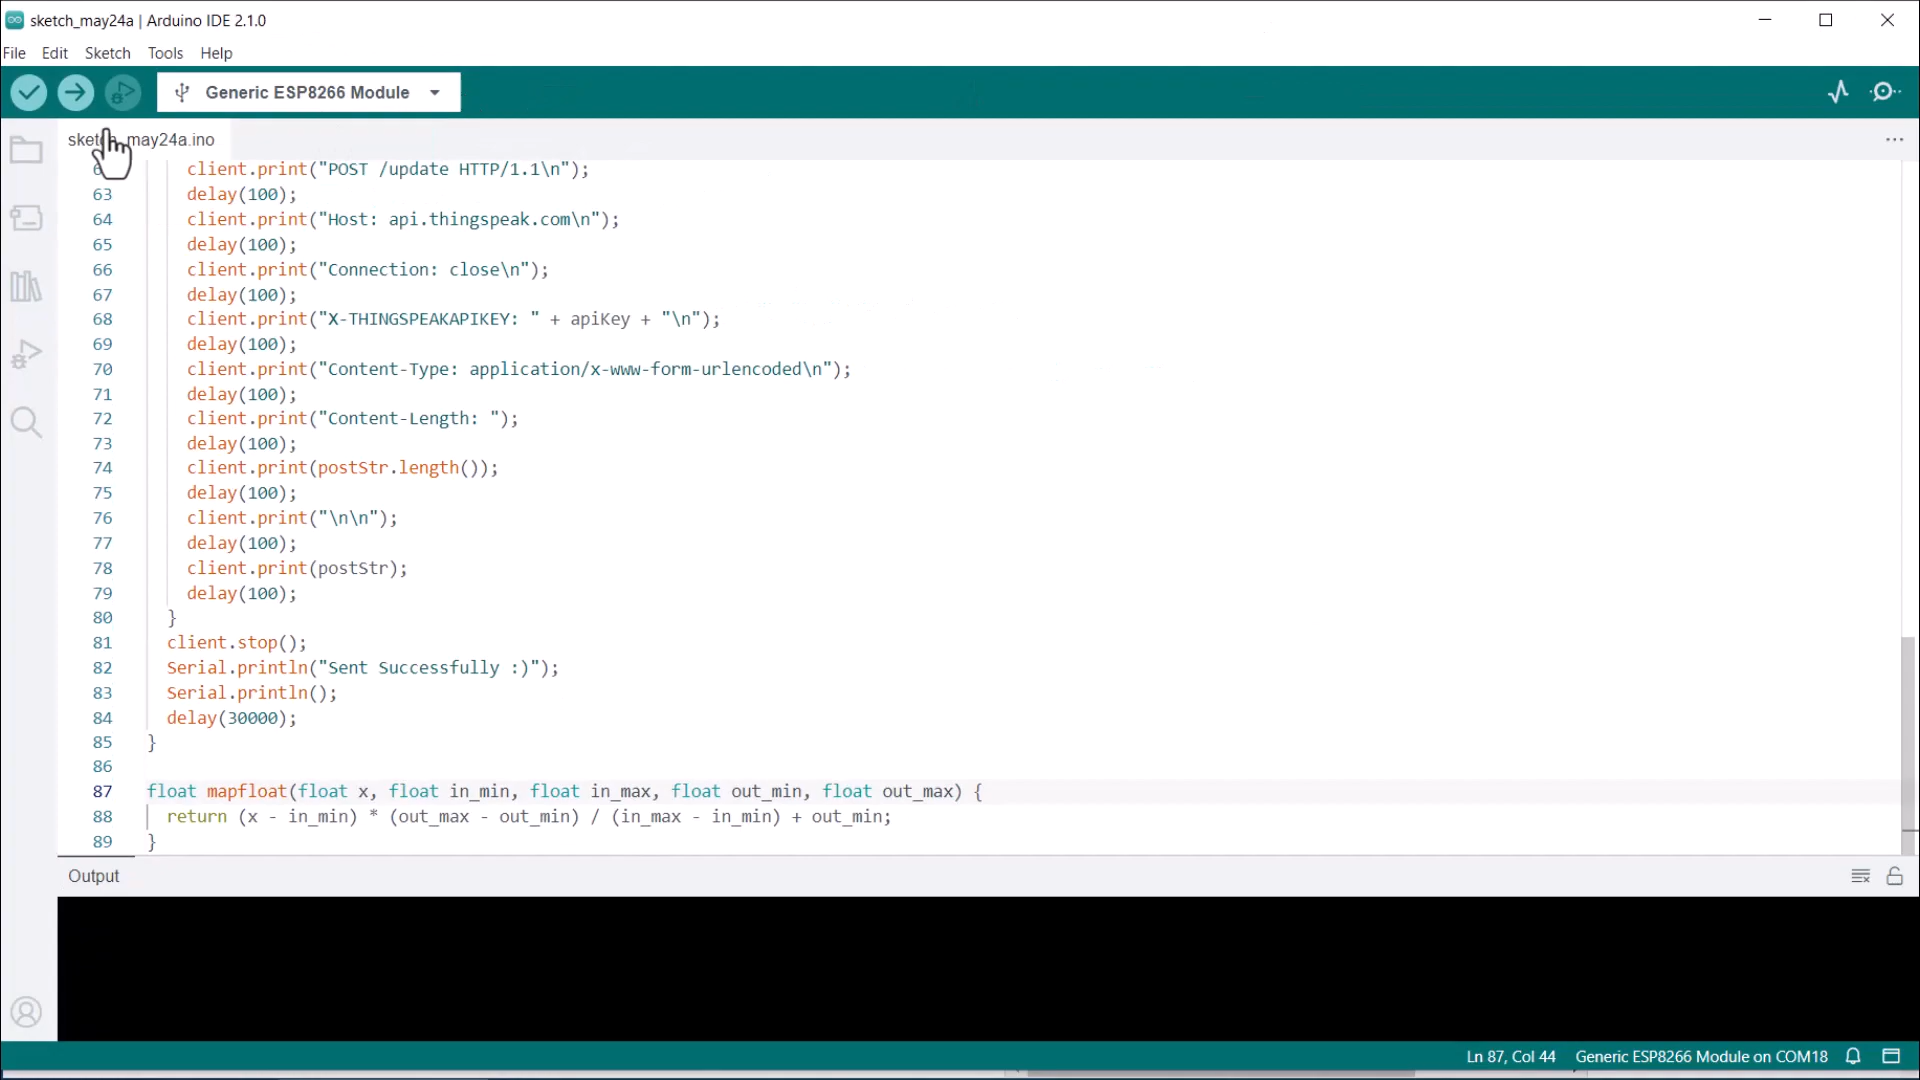 sketch_may24a | Arduino IDE 2.1.0
File Edit Sketch Tools Help
Generic ESP8266 Module
sketch_may24a.ino
client.print("POST /update HTTP/1.1\n");
63 delay(100);
64 client.print("Host: api.thingspeak.com\n");
65 delay(100);
66 client.print("Connection: close\n");
67 delay(100);
68 client.print("X-THINGSPEAKAPIKEY: " + apiKey + "\n");
69 delay(100);
70 client.print("Content-Type: application/x-www-form-urlencoded\n");
71 delay(100);
72 client.print("Content-Length: ");
73 delay(100);
74 client.print(postStr.length());
75 delay(100);
76 client.print("\n\n");
77 delay(100);
78 client.print(postStr);
79 delay(100);
80 }
81 client.stop();
82 Serial.println("Sent Successfully :)");
83 Serial.println();
84 delay(30000);
85 }
86
87 float mapfloat(float x, float in_min, float in_max, float out_min, float out_max) {
88 return (x - in_min) * (out_max - out_min) / (in_max - in_min) + out_min;
89 }
Output
Ln 87, Col 44 Generic ESP8266 Module on COM18